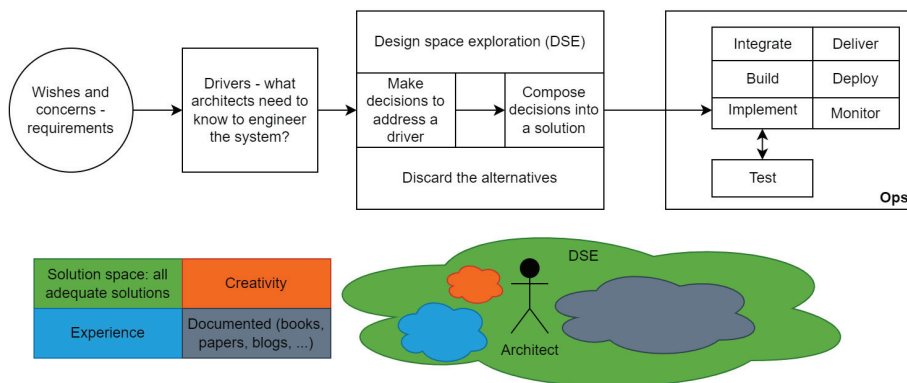 Wishes and
concerns -
requirements
Drivers - what
architects need to
know to engineer
the system?
Design space exploration (DSE)
Make
decisions to
address a
driver
Compose
decisions into
a solution
Discard the alternatives
Integrate
Deliver
Build
Deploy
Implement
Monitor
Test
Ops
Solution space: all
adequate solutions
Creativity
Experience
Documented (books,
papers, blogs, ...)
DSE
Architect